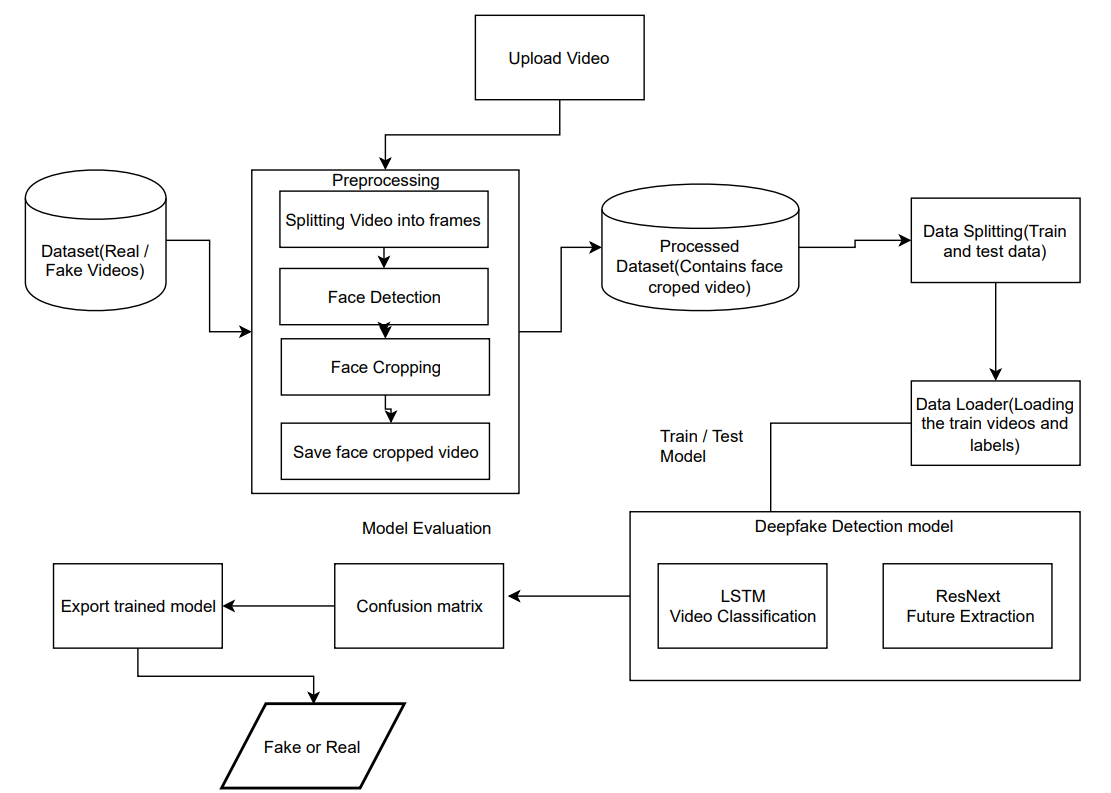 Upload Video
Preprocessing
Splitting Video into frames
Face Detection
Face Cropping
Save face cropped video
Dataset(Real /
Fake Videos)
Processed
Dataset(Contains face
croped video)
Data Splitting(Train
and test data)
Data Loader(Loading
the train videos and
labels)
Train / Test
Model
Deepfake Detection model
LSTM
Video Classification
ResNext
Future Extraction
Model Evaluation
Confusion matrix
Export trained model
Fake or Real